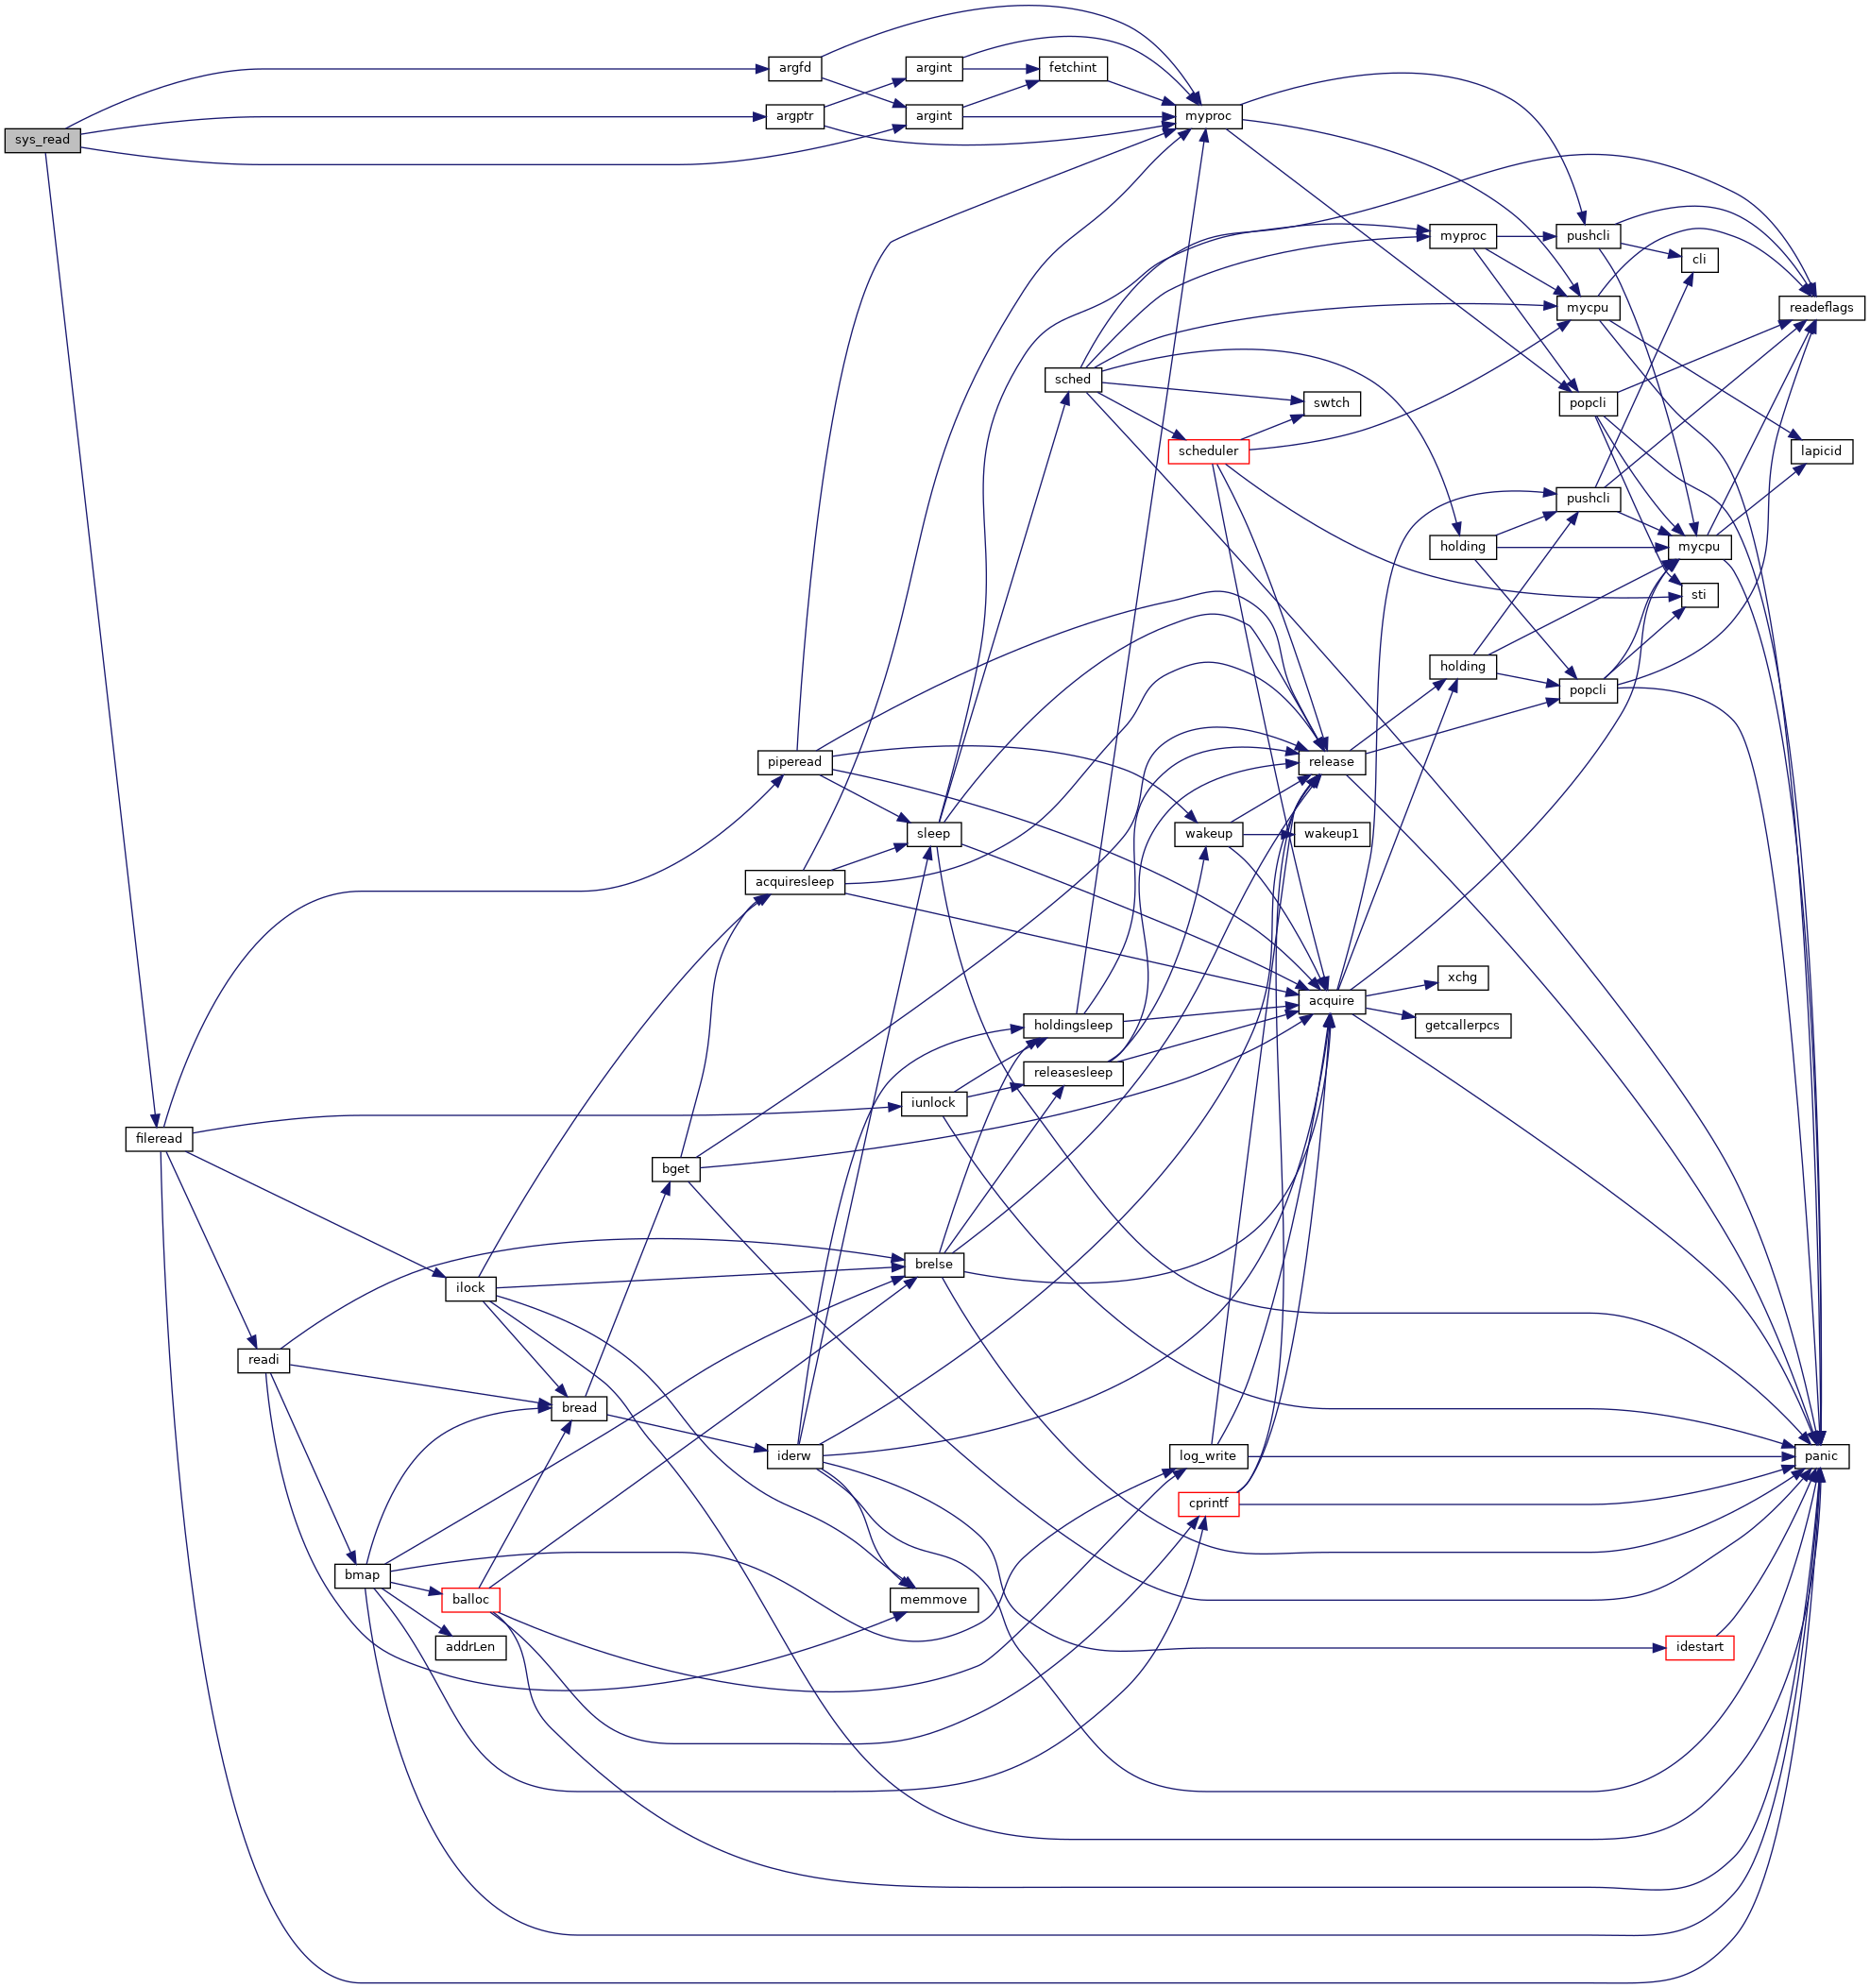 argfd
argint
fetchint
argptr
argint
myproc
sys_read
myproc
pushcli
cli
mycpu
readeflags
sched
swtch
popcli
scheduler
lapicid
pushcli
holding
mycpu
sti
holding
popcli
piperead
release
sleep
wakeup
wakeup1
acquiresleep
xchg
acquire
holdingsleep
getcallerpcs
releasesleep
iunlock
fileread
bget
brelse
ilock
readi
bread
iderw
log_write
panic
cprintf
bmap
balloc
memmove
addrLen
idestart